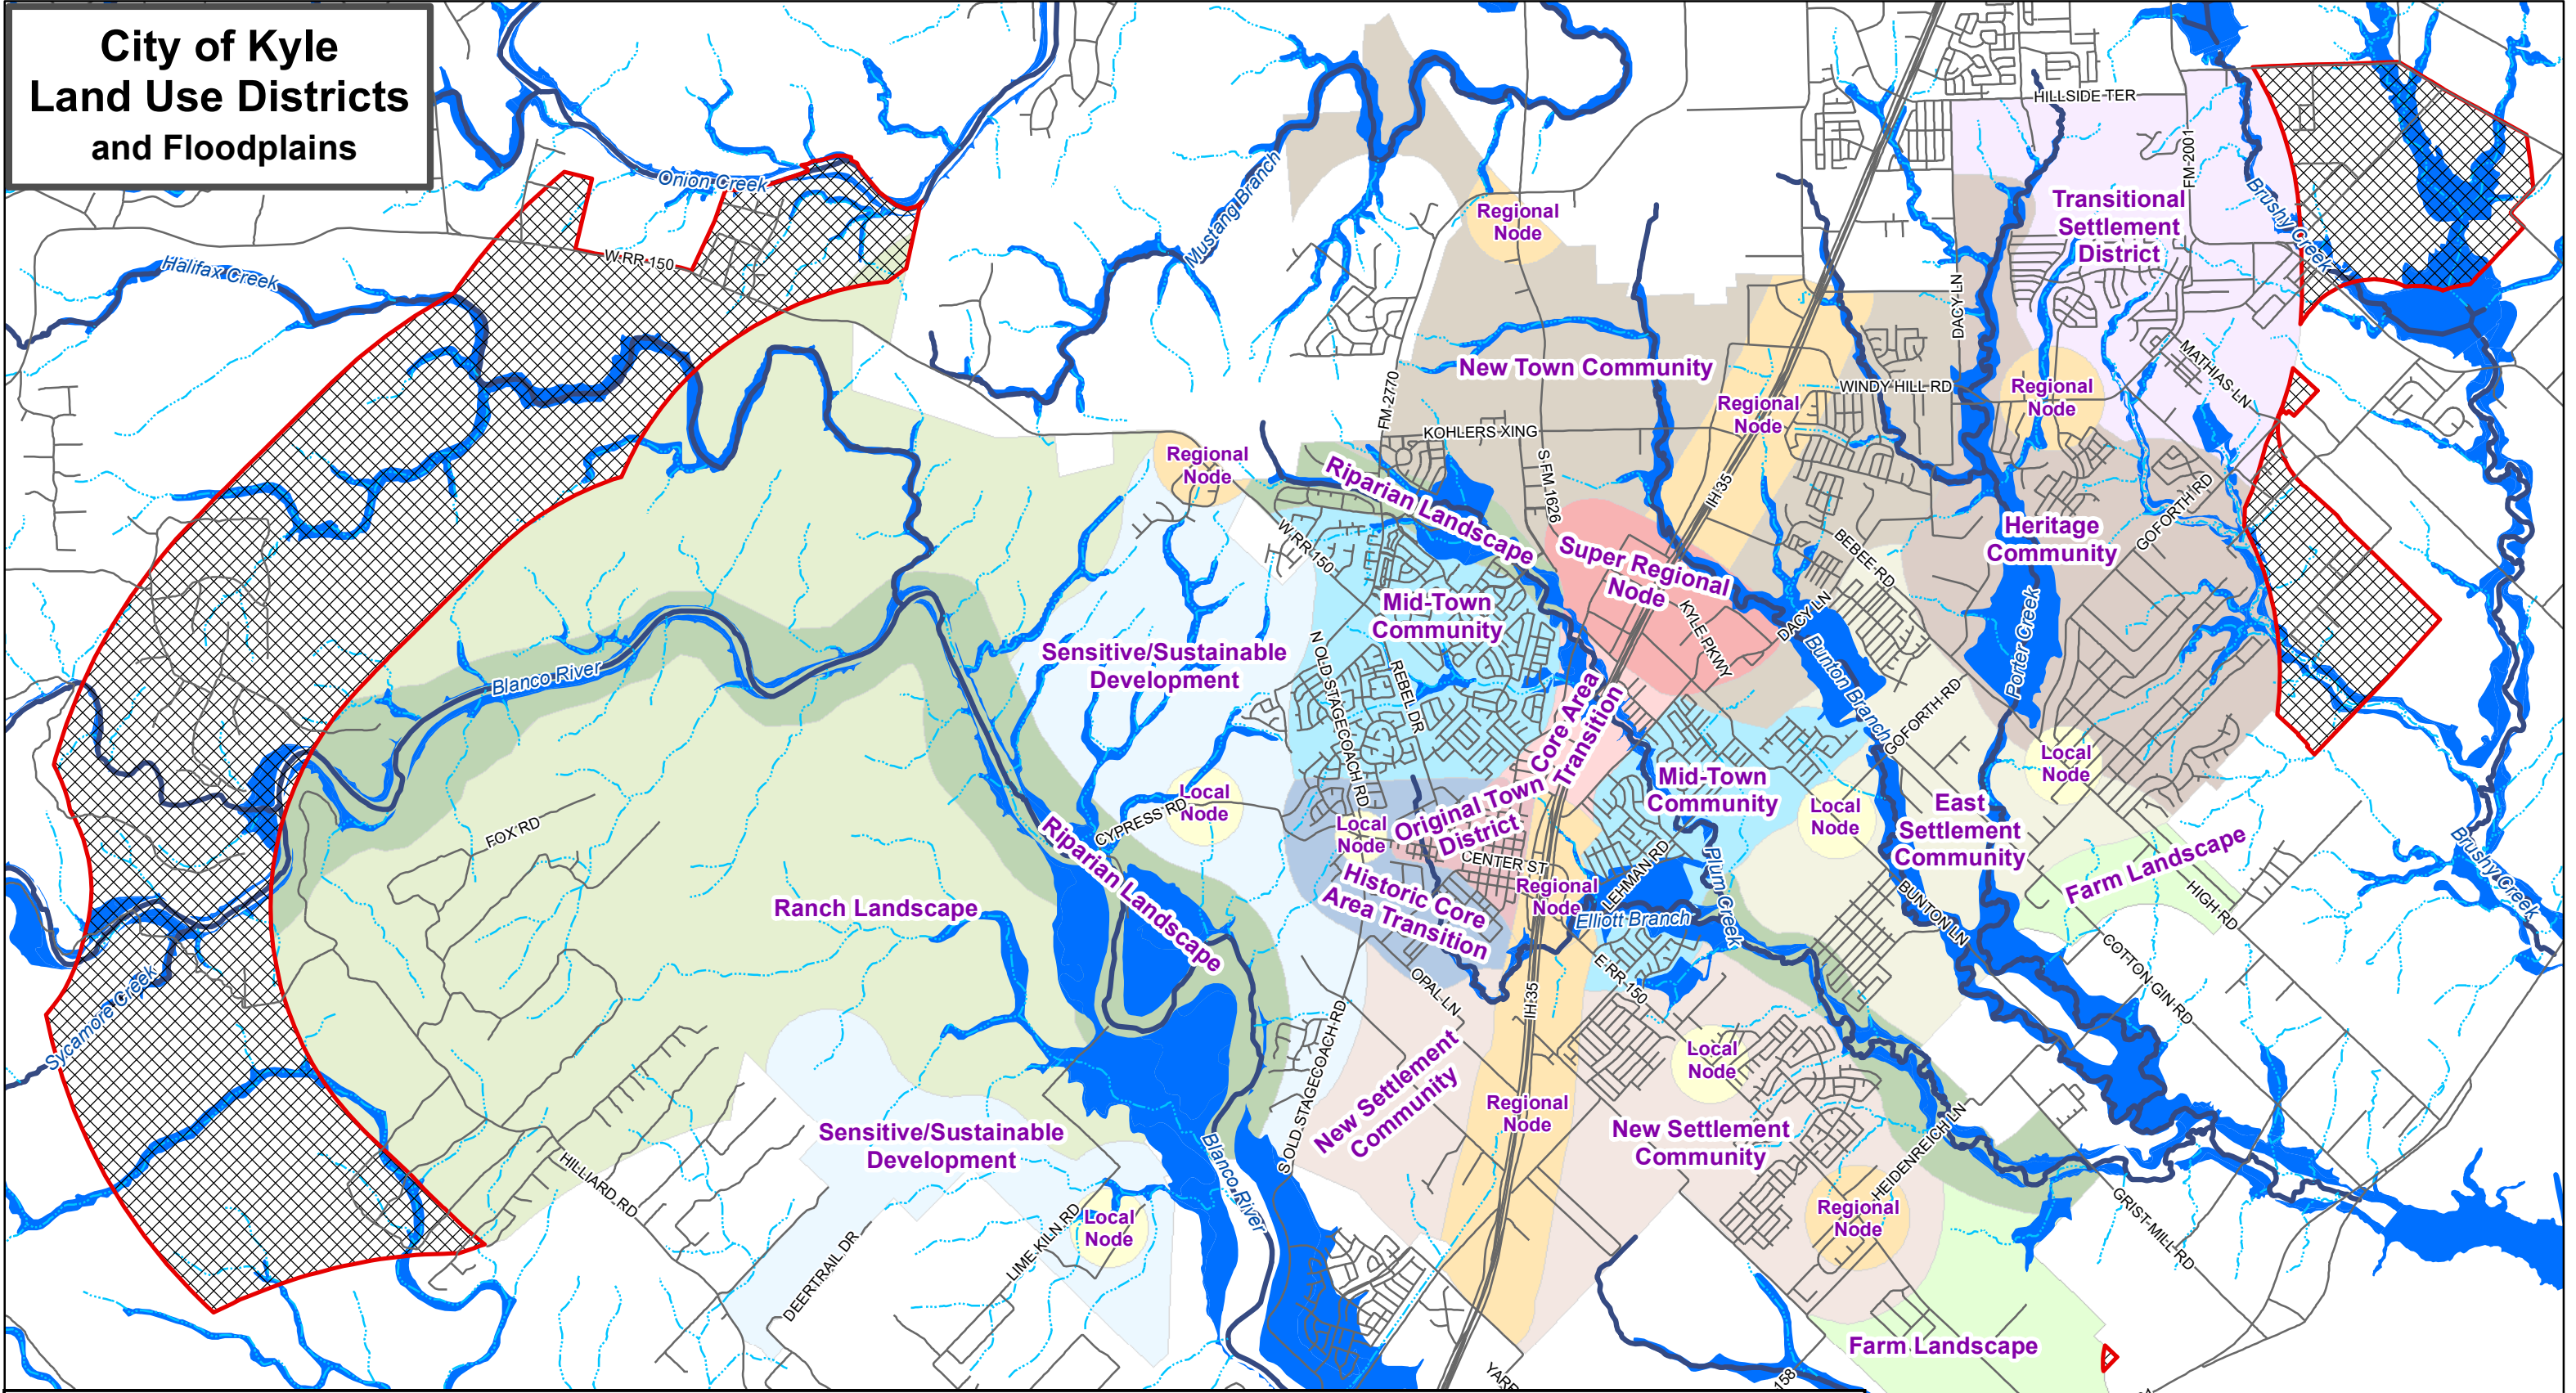 City of Kyle
Land Use Districts
and Floodplains
Onion Creek
Halifax Creek
W RR 150
Mustang Branch
HILLSIDE TER
FM 2001
Brushy Creek
Transitional
Settlement
District
Regional
Node
DACY LN
New Town Community
FM 2770
WINDY HILL RD
Regional
Node
Regional
Node
MATHIAS LN
KOHLERS XING
S FM 1626
IH 35
Regional
Node
Riparian Landscape
W RR 150
Super Regional
Node
BEBEE RD
Heritage
Community
GOFORTH RD
Mid-Town
Community
KYLE PKWY
DACY LN
Bunton Branch
Porter Creek
Blanco River
Sensitive/Sustainable
Development
N OLD STAGECOACH RD
REBEL DR
Core Area
Transition
GOFORTH RD
Local
Node
CYPRESS RD
Local
Node
Mid-Town
Community
Local
Node
East
Settlement
Community
FOX RD
Local
Node
Original Town
District
CENTER ST
Riparian Landscape
Historic Core
Area Transition
Regional
Node
LEHMAN RD
Elliott Branch
Plum Creek
BUNTON LN
Farm Landscape
HIGH RD
Brushy Creek
Ranch Landscape
COTTON GIN RD
Sycamore Creek
OPAL LN
IH 35
E RR 150
S OLD STAGECOACH RD
New Settlement
Community
Local
Node
Regional
Node
New Settlement
Community
HEIDENREICH LN
Sensitive/Sustainable
Development
Blanco River
HILLIARD RD
Local
Node
LIME KILN RD
DEERTRAIL DR
Regional
Node
GRIST MILL RD
Farm Landscape
158